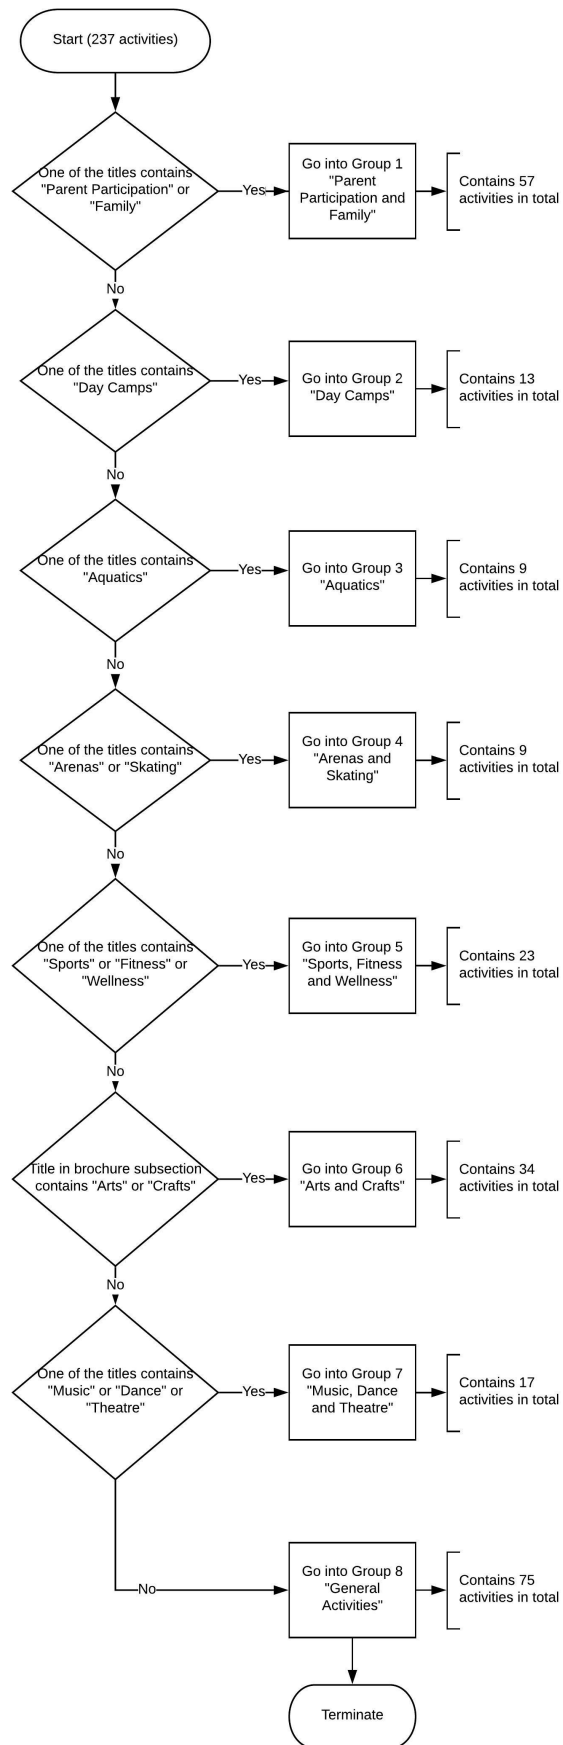 Start (237 activities)
One of the titles contains
"Parent Participation" or
"Family"
Yes
Go into Group 1
"Parent
Participation and
Family"
Contains 57
activities in total
No
One of the titles contains
"Day Camps"
Yes
Go into Group 2
"Day Camps"
Contains 13
activities in total
No
One of the titles contains
"Aquatics"
Yes
Go into Group 3
"Aquatics"
Contains 9
activities in total
No
One of the titles contains
"Arenas" or "Skating"
Yes
Go into Group 4
"Arenas and
Skating"
Contains 9
activities in total
No
One of the titles contains
"Sports" or "Fitness" or
"Wellness"
Yes
Go into Group 5
"Sports, Fitness
and Wellness"
Contains 23
activities in total
No
Title in brochure subsection
contains "Arts" or "Crafts"
Yes
Go into Group 6
"Arts and Crafts"
Contains 34
activities in total
No
One of the titles contains
"Music" or "Dance" or
"Theatre"
Yes
Go into Group 7
"Music, Dance
and Theatre"
Contains 17
activities in total
No
Go into Group 8
"General
Activities"
Contains 75
activities in total
Terminate